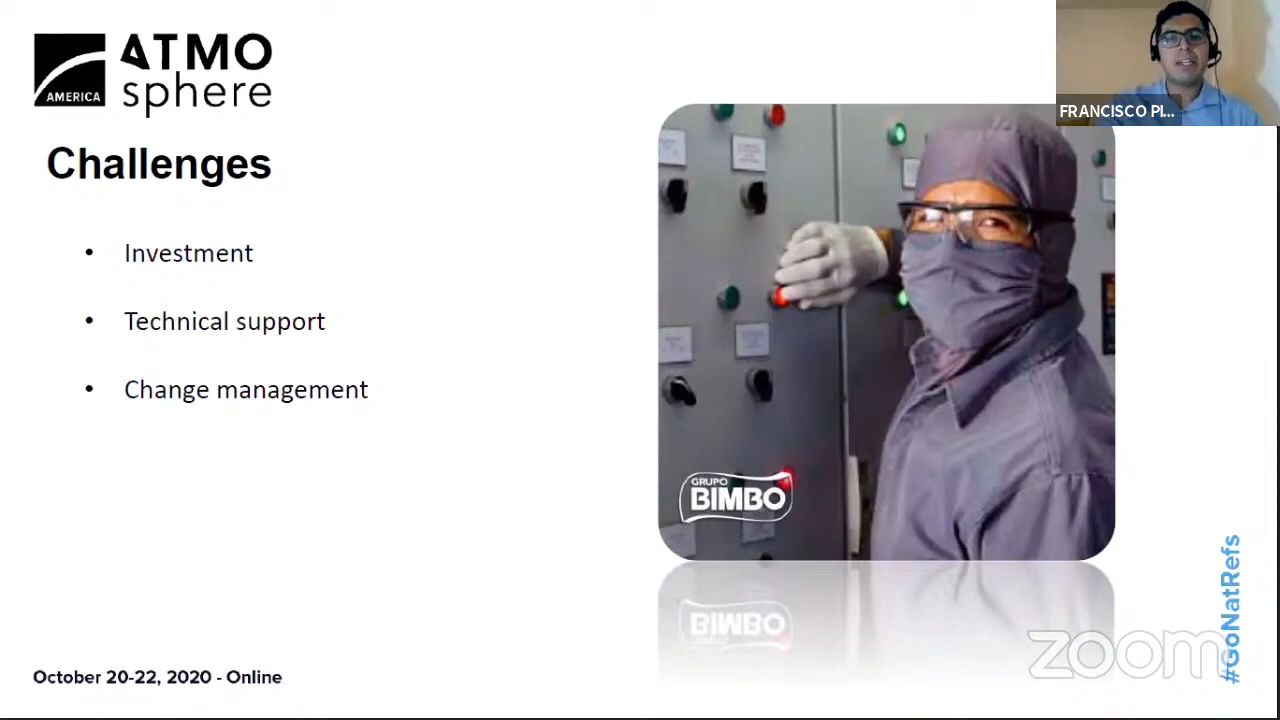 ATMO
sphere
AMERICA
FRANCISCO PI...
Challenges
• Investment
• Technical support
• Change management
GRUPO
BIMBO
#GoNatRefs
zoom
October 20-22, 2020 - Online